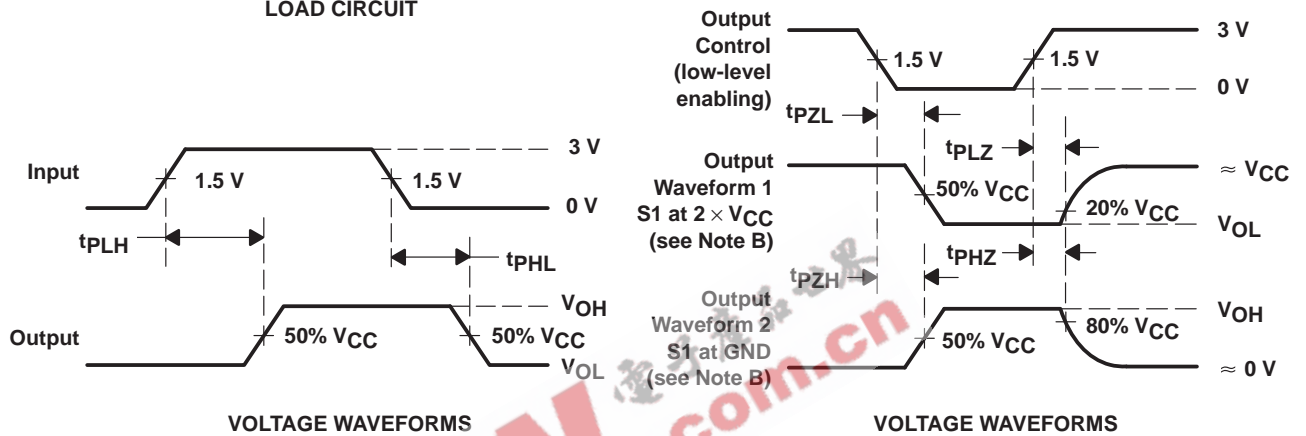 LOAD CIRCUIT
Input
1.5 V
1.5 V
3 V
0 V
tPLH
tPHL
Output
50% VCC
50% VCC
VOH
VOL
VOLTAGE WAVEFORMS
Output
Control
(low-level
enabling)
1.5 V
1.5 V
3 V
0 V
tPZL
tPLZ
Output
Waveform 1
S1 at 2 × VCC
(see Note B)
50% VCC
20% VCC
≈ VCC
VOL
tPZH
tPHZ
Output
Waveform 2
S1 at GND
(see Note B)
50% VCC
80% VCC
VOH
≈ 0 V
VOLTAGE WAVEFORMS
com.cn